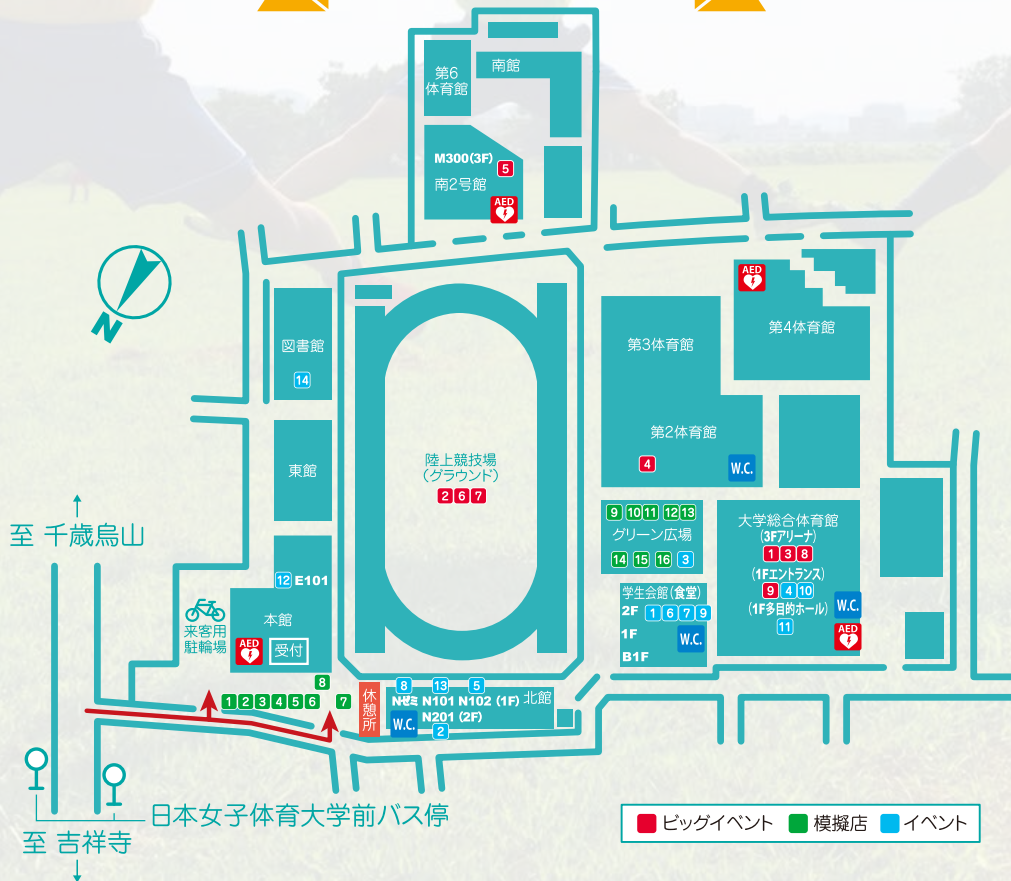 第6
体育館
南館
M300(3F)
5
南2号館
AED
N
図書館
14
東館
陸上競技場
(グラウンド)
2 6 7
AED
第4体育館
第3体育館
第2体育館
4
W.C.
9 10 11 12 13
グリーン広場
14 15 16 3
大学総合体育館
(3Fアリーナ)
1 3 8
(1Fエントランス)
9 4 10
(1F多目的ホール)
11
W.C.
AED
学生会館(食堂)
2F 1 6 7 9
1F
W.C.
B1F
至 千歳烏山
12 E101
本館
AED
受付
来客用
駐輪場
8
1 2 3 4 5 6 7
休憩所
8 13 5
N101 N102 (1F) 北館
W.C.
N201 (2F)
2
日本女子体育大学前バス停
至 吉祥寺
ビッグイベント 模擬店 イベント